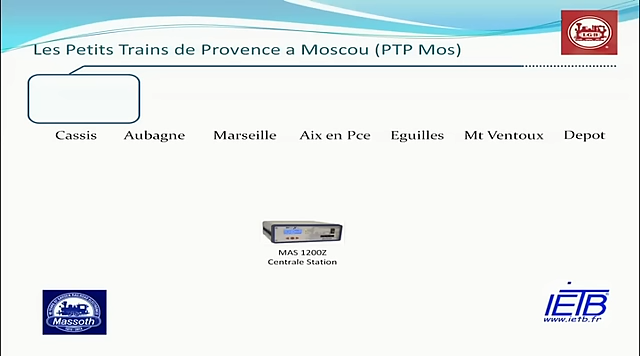 Les Petits Trains de Provence a Moscou (PTP Mos)
LGB
Cassis Aubagne Marseille Aix en Pce Eguilles Mt Ventoux Depot
MAS 1200Z
Centrale Station
Massoth
IETB
www.ietb.fr